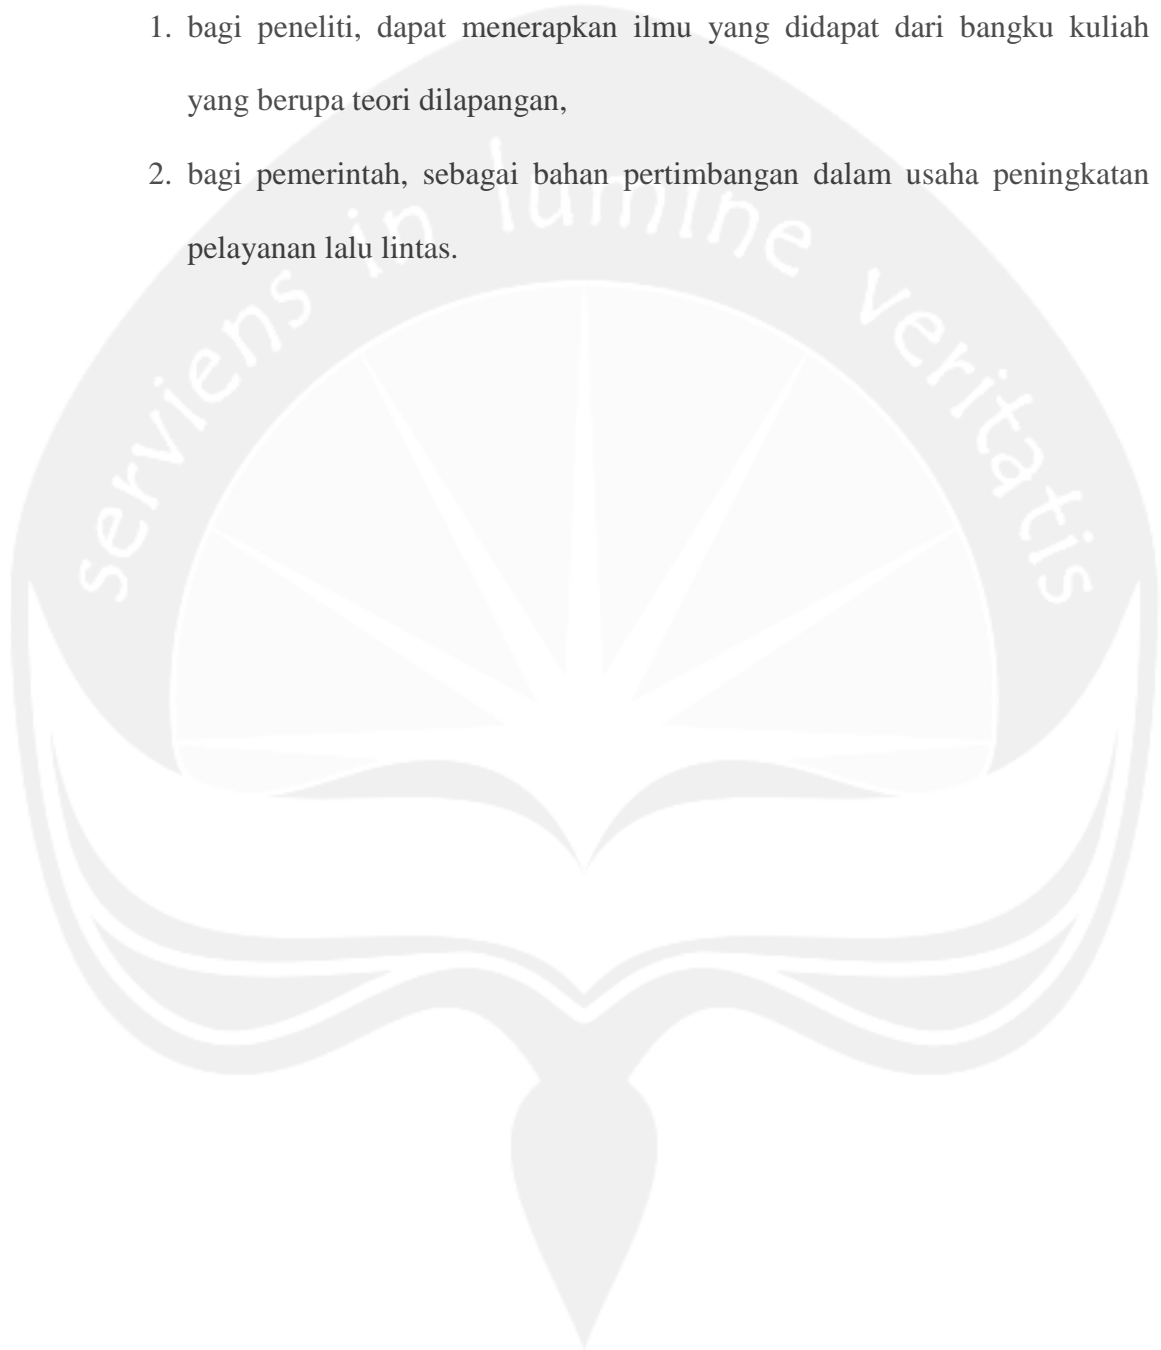 1. bagi peneliti, dapat menerapkan ilmu yang didapat dari bangku kuliah
yang berupa teori dilapangan,
2. bagi pemerintah, sebagai bahan pertimbangan dalam usaha peningkatan
pelayanan lalu lintas.
serviens in lumine veritatis